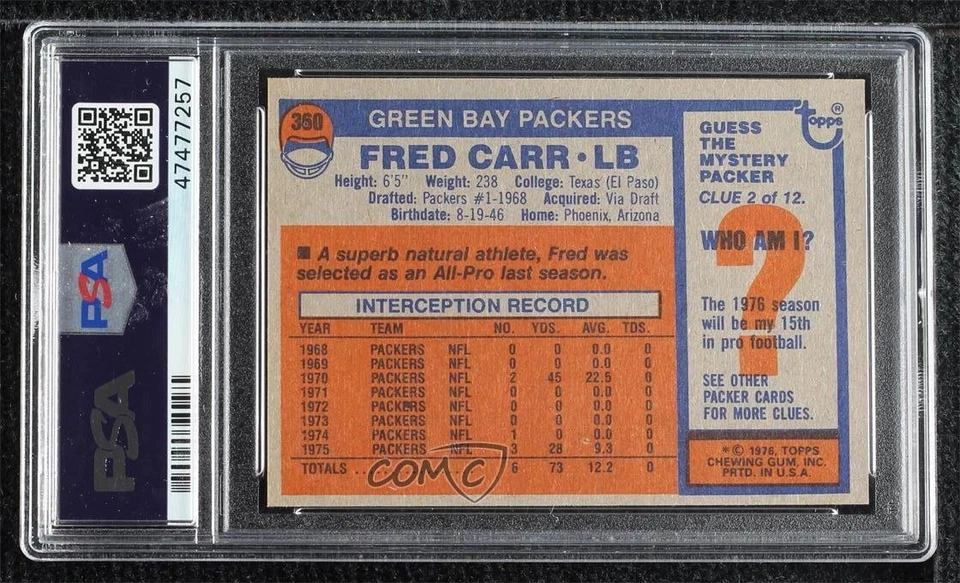 47477257
PSA
PSA
360
GREEN BAY PACKERS
FRED CARR • LB
Height: 6'5" Weight: 238 College: Texas (El Paso)
Drafted: Packers #1-1968 Acquired: Via Draft
Birthdate: 8-19-46 Home: Phoenix, Arizona
■ A superb natural athlete, Fred was
selected as an All-Pro last season.
INTERCEPTION RECORD
YEAR TEAM NO. YDS. AVG. TDS.
1968 PACKERS NFL 0 0 0.0 0
1969 PACKERS NFL 0 0 0.0 0
1970 PACKERS NFL 2 45 22.5 0
1971 PACKERS NFL 0 0 0.0 0
1972 PACKERS NFL 0 0 0.0 0
1973 PACKERS NFL 0 0 0.0 0
1974 PACKERS NFL 1 0 0.0 0
1975 PACKERS NFL 3 28 9.3 0
TOTALS .. 6 73 12.2 0
COMC
topps ®
GUESS
THE
MYSTERY
PACKER
CLUE 2 of 12.
?
WHO AM I?
The 1976 season
will be my 15th
in pro football.
SEE OTHER
PACKER CARDS
FOR MORE CLUES.
* © 1976, TOPPS
CHEWING GUM, INC.
PRTD. IN U.S.A.